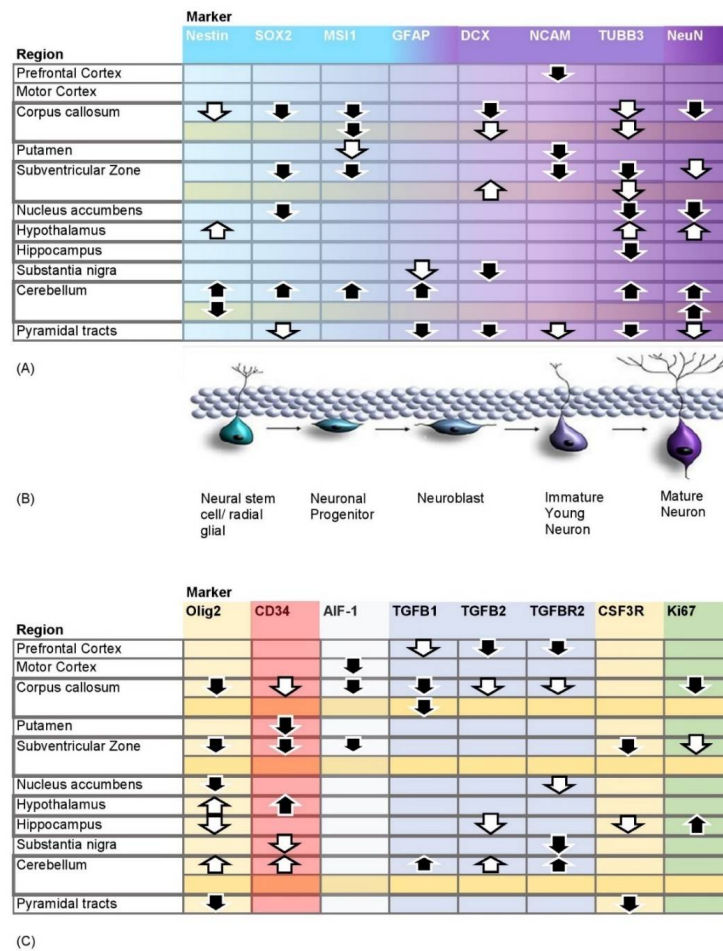 Marker
Nestin SOX2 MSI1 GFAP DCX NCAM TUBB3 NeuN
Region
Prefrontal Cortex
Motor Cortex
Corpus callosum
Putamen
Subventricular Zone
Nucleus accumbens
Hypothalamus
Hippocampus
Substantia nigra
Cerebellum
Pyramidal tracts
(A)
(B)
Neural stem
cell/ radial
glial
Neuronal
Progenitor
Neuroblast
Immature
Young
Neuron
Mature
Neuron
Marker
Olig2 CD34 AIF-1 TGFB1 TGFB2 TGFBR2 CSF3R Ki67
Region
Prefrontal Cortex
Motor Cortex
Corpus callosum
Putamen
Subventricular Zone
Nucleus accumbens
Hypothalamus
Hippocampus
Substantia nigra
Cerebellum
Pyramidal tracts
(C)